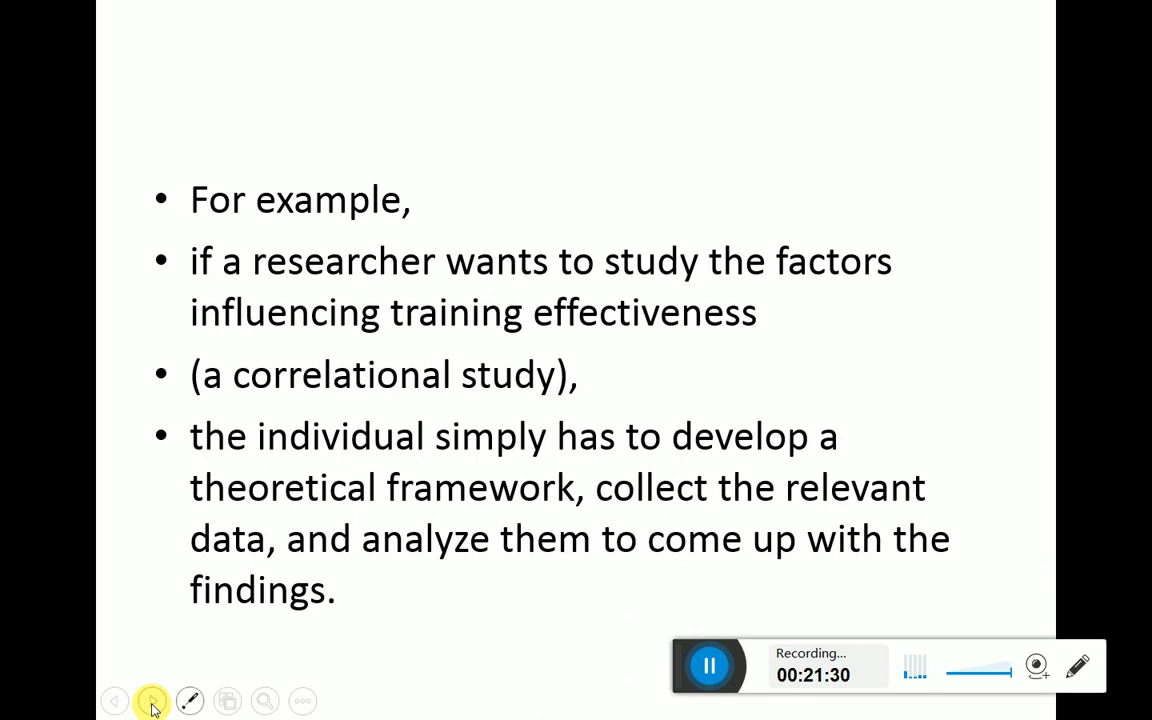 • For example,
• if a researcher wants to study the factors
influencing training effectiveness
• (a correlational study),
• the individual simply has to develop a
theoretical framework, collect the relevant
data, and analyze them to come up with the
findings.
Recording...
00:21:30